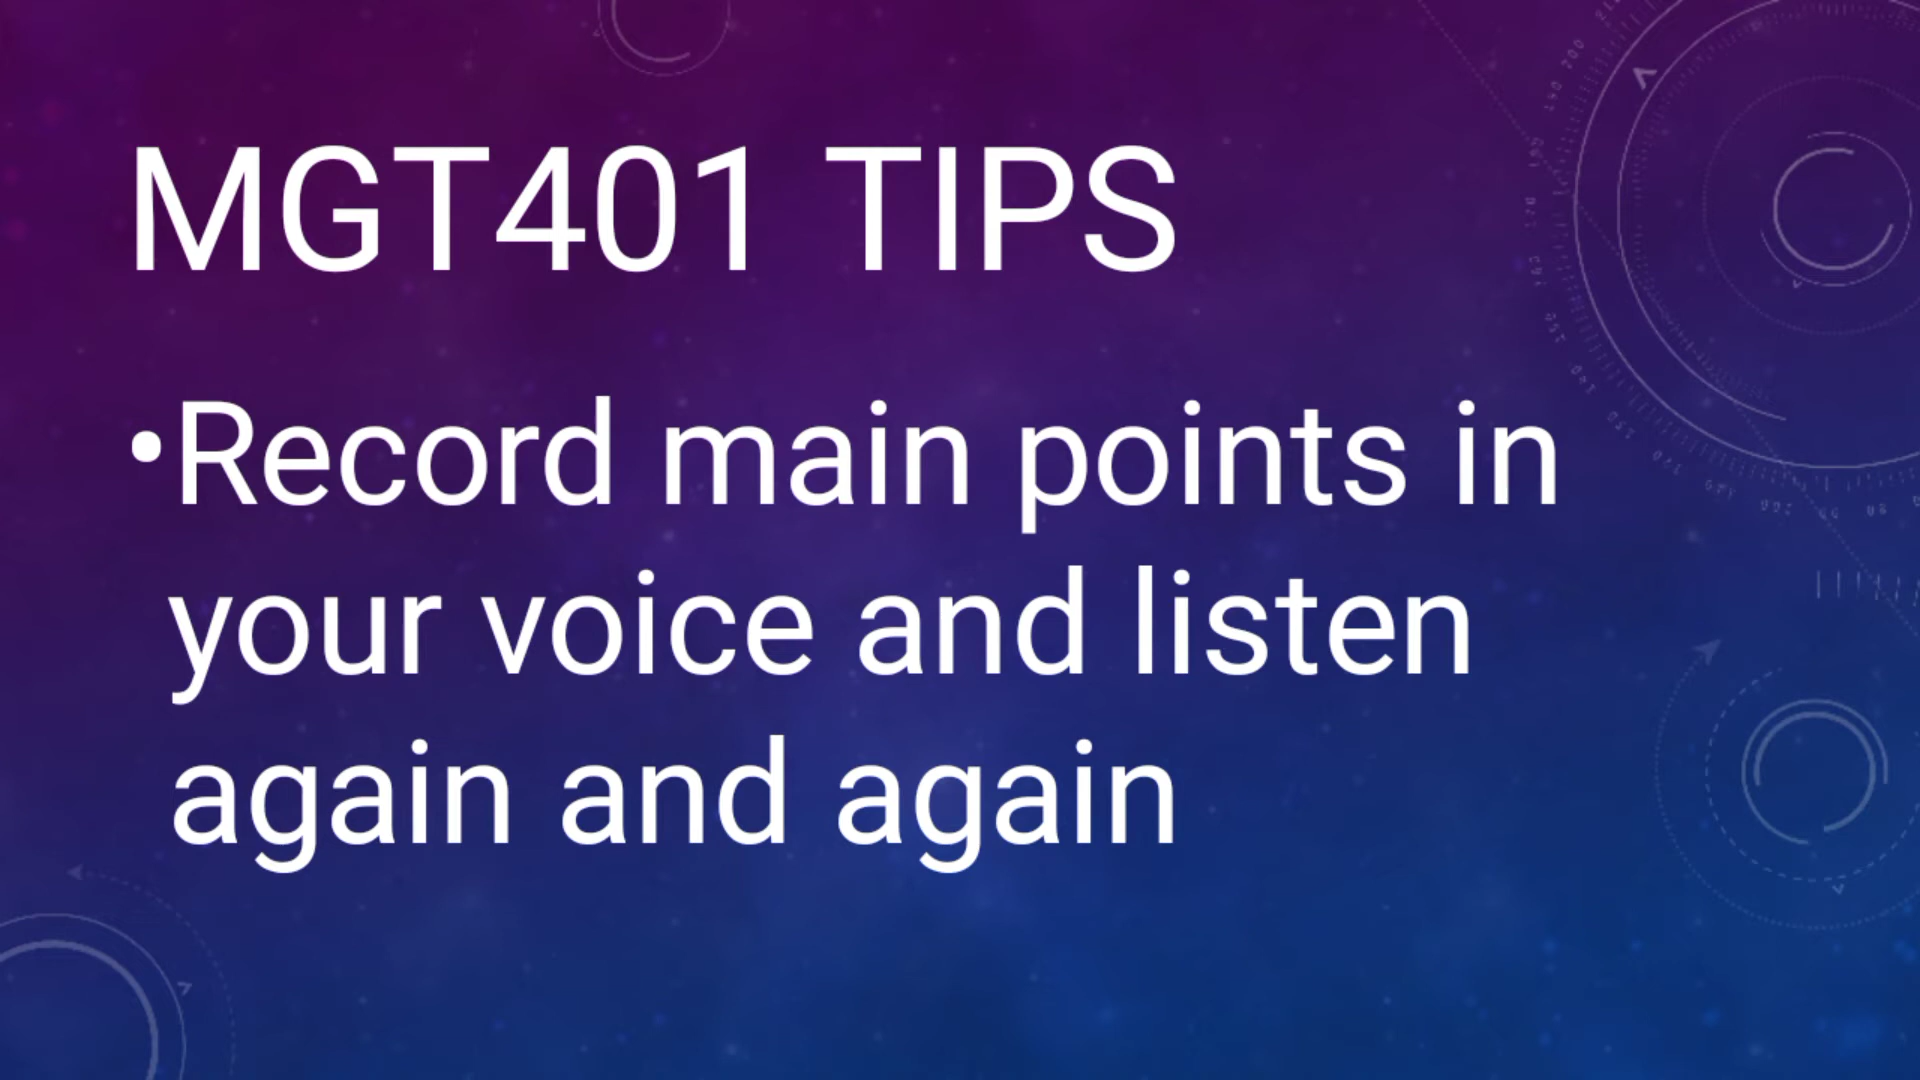 MGT401 TIPS
•Record main points in
your voice and listen
again and again